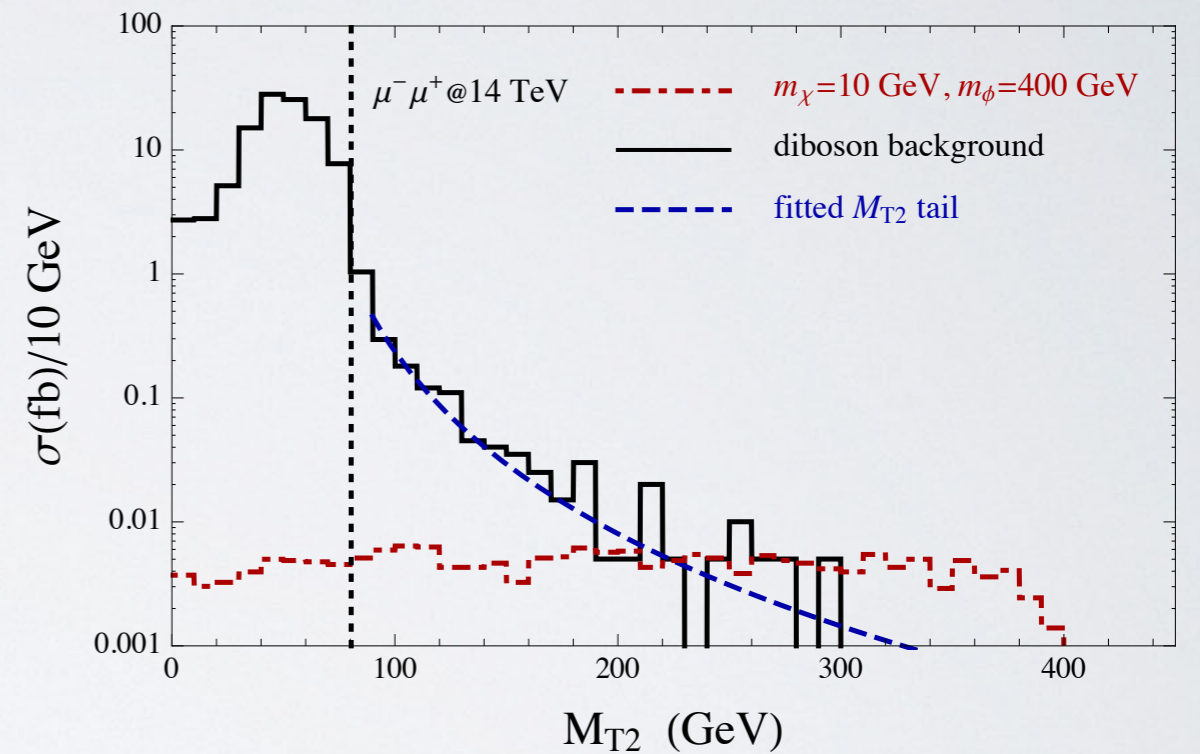 100
10
1
0.1
0.01
0.001
σ(fb)/10 GeV
μ⁻μ⁺@14 TeV
m_χ=10 GeV, m_ϕ=400 GeV
diboson background
fitted M_T2 tail
0 100 200 300 400
M_T2 (GeV)